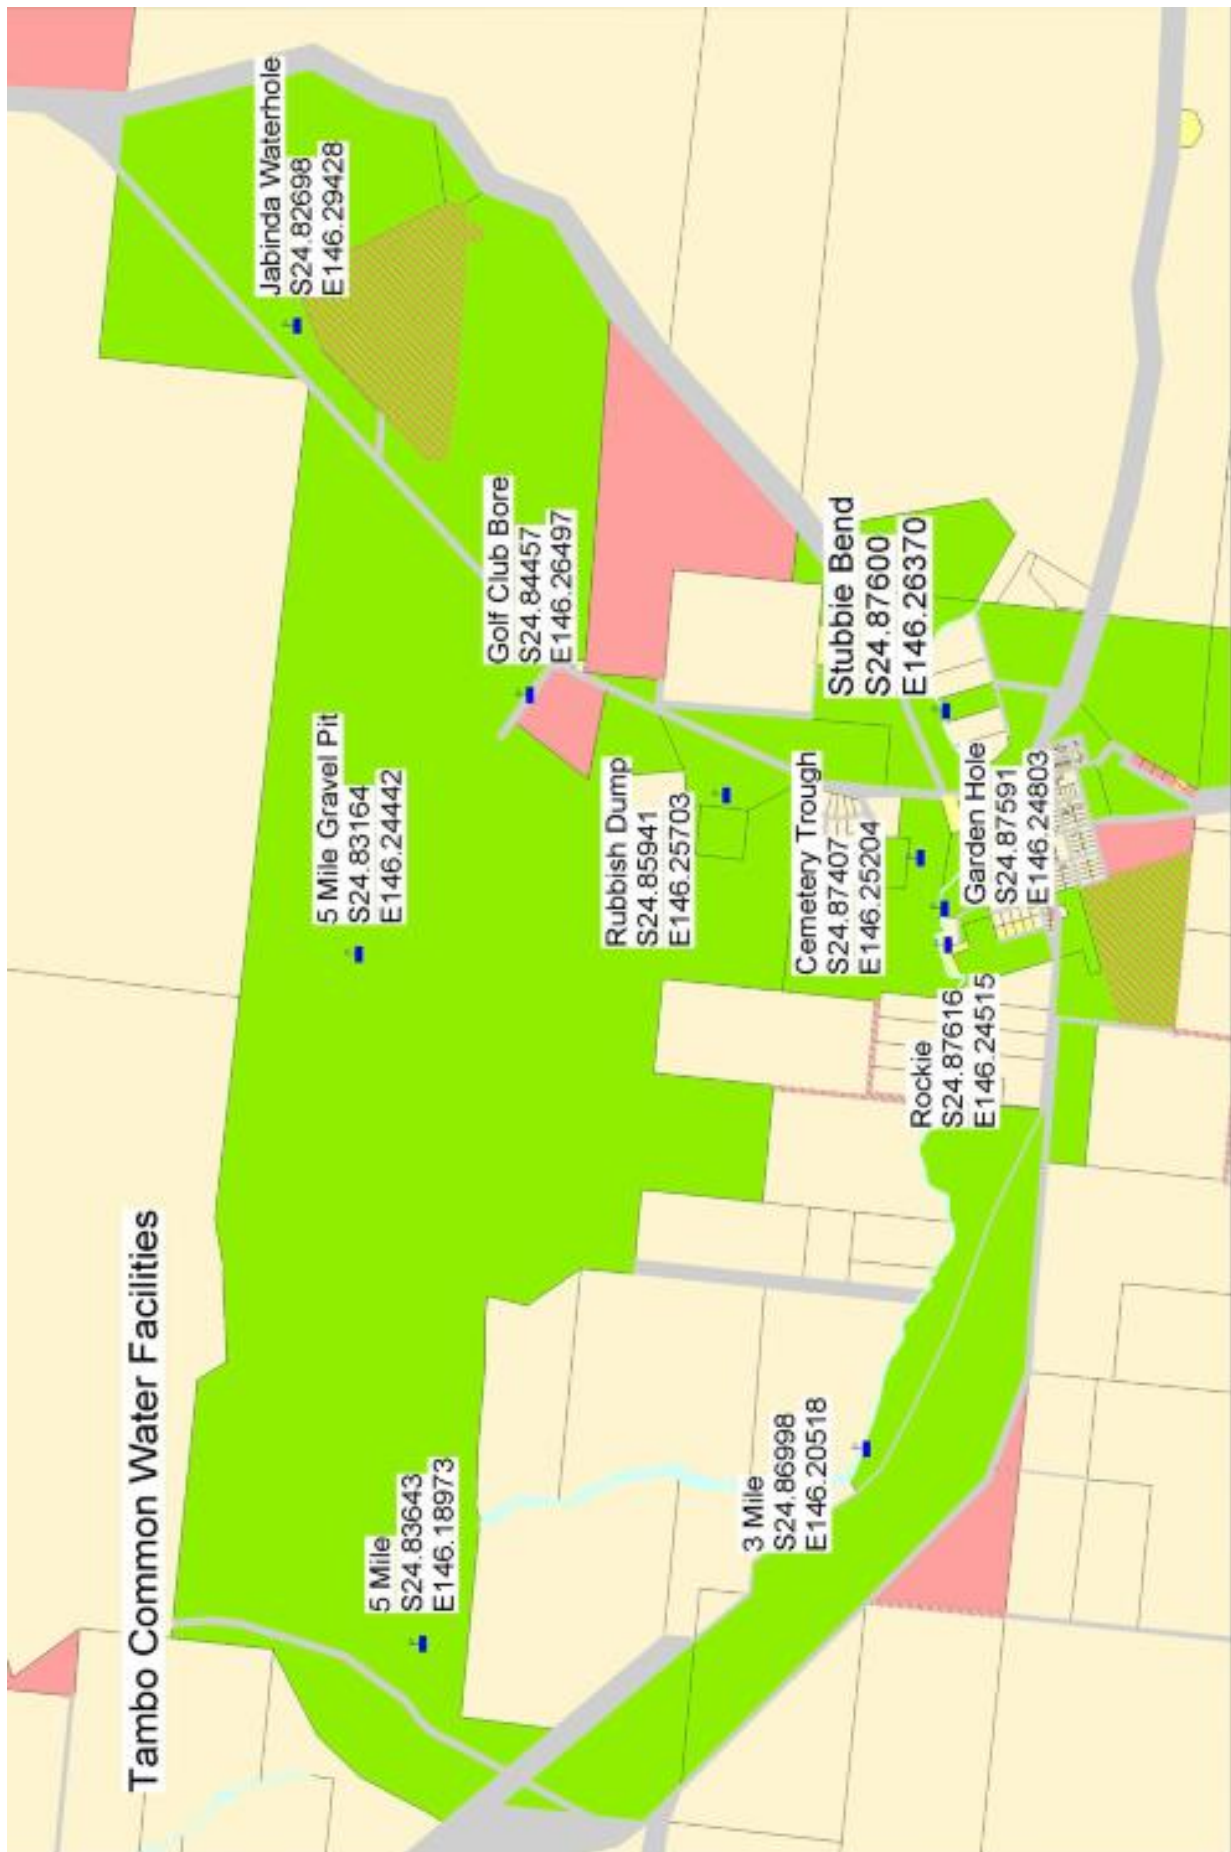 Tambo Common Water Facilities
5 Mile
S24.83643
E146.18973
5 Mile Gravel Pit
S24.83164
E146.24442
Jabinda Waterhole
S24.82698
E146.29428
Golf Club Bore
S24.84457
E146.26497
Rubbish Dump
S24.85941
E146.25703
3 Mile
S24.86998
E146.20518
Cemetery Trough
S24.87407
E146.25204
Stubbie Bend
S24.87600
E146.26370
Rockie
S24.87616
E146.24515
Garden Hole
S24.87591
E146.24803